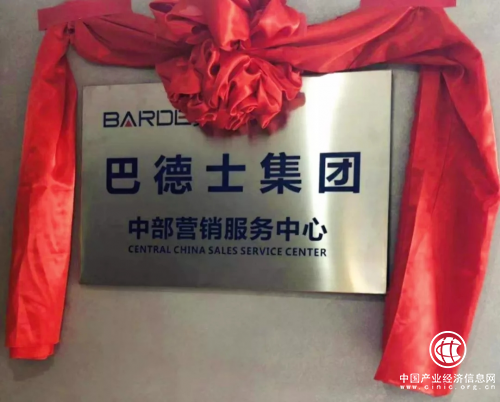 巴德士集团
中部营销服务中心
CENTRAL CHINA SALES SERVICE CENTER
中国产业经济信息网
www.cinic.org.cn